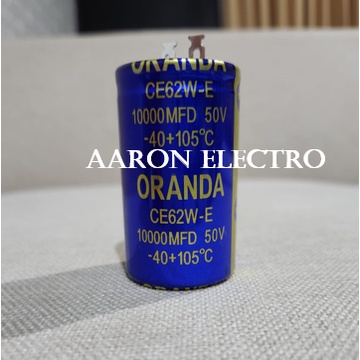 ORANDA
CE62W-E
10000MFD 50V
-40+105℃
AARON ELECTRO
ORANDA
CE62W-E
10000MFD 50V
-40+105℃